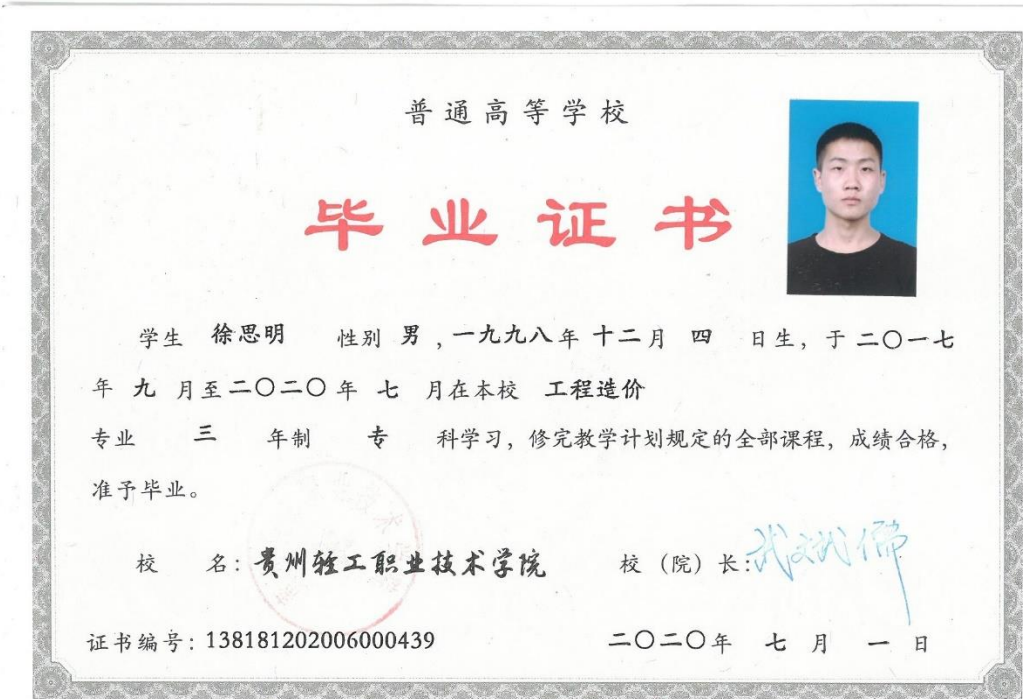 普通高等学校
毕业证书
学生 徐思明 性别 男 ,一九九八年 十二月 四 日生，于 二〇一七
年 九 月至二〇二〇年 七 月在本校 工程造价
专业 三 年制 专 科学习，修完教学计划规定的全部课程，成绩合格，
准予毕业。
校 名：贵州轻工职业技术学院 校（院）长：
证书编号：138181202006000439 二〇二〇年 七 月 一 日